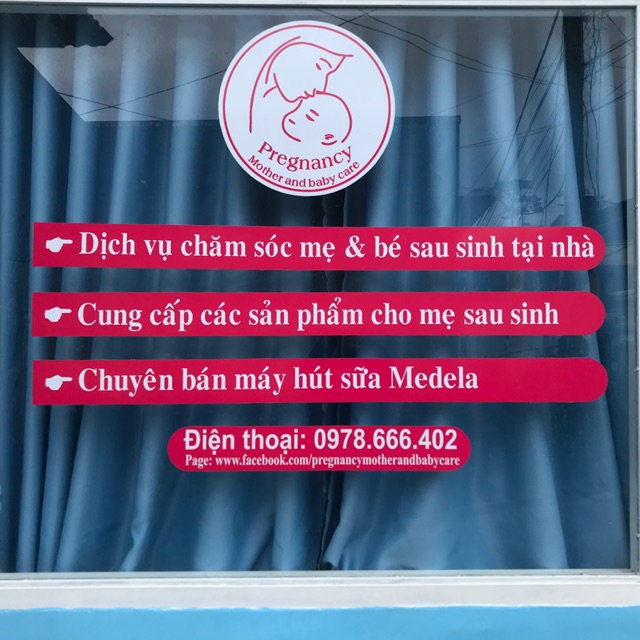 Pregnancy
Mother and baby care
Dịch vụ chăm sóc mẹ & bé sau sinh tại nhà
Cung cấp các sản phẩm cho mẹ sau sinh
Chuyên bán máy hút sữa Medela
Điện thoại: 0978.666.402
Page: www.facebook.com/pregnancymotherandbabycare